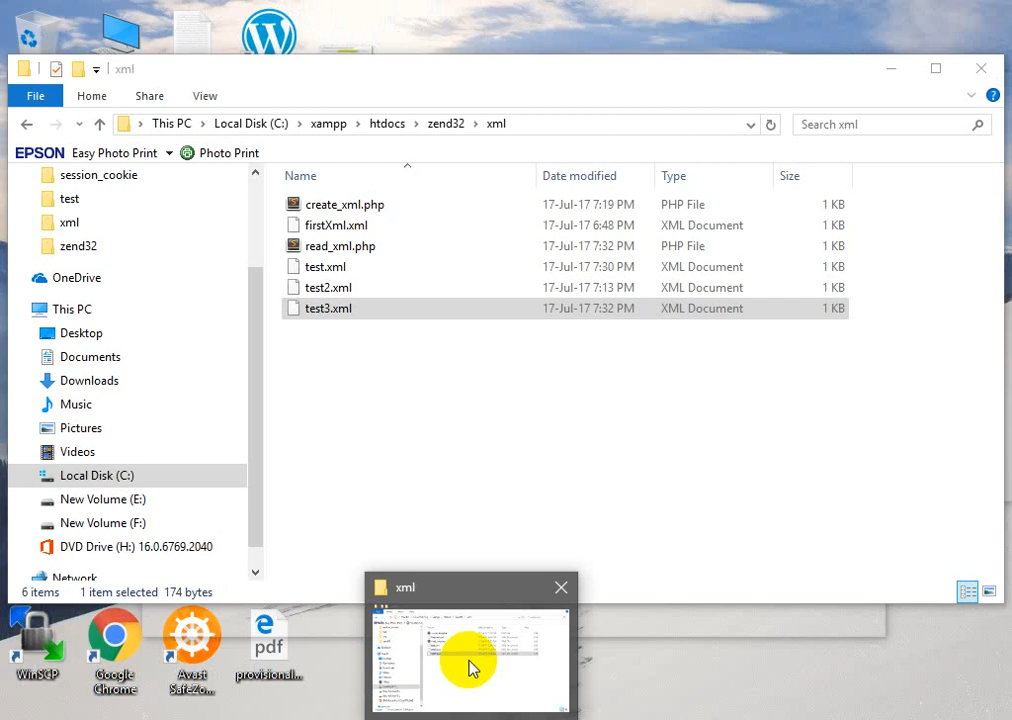 xml
File Home Share View
This PC Local Disk (C:) xampp htdocs zend32 xml
Search xml
EPSON Easy Photo Print Photo Print
session_cookie
test
xml
zend32
OneDrive
This PC
Desktop
Documents
Downloads
Music
Pictures
Videos
Local Disk (C:)
New Volume (E:)
New Volume (F:)
DVD Drive (H:) 16.0.6769.2040
Network
Name Date modified Type Size
create_xml.php 17-Jul-17 7:19 PM PHP File 1 KB
firstXml.xml 17-Jul-17 6:48 PM XML Document 1 KB
read_xml.php 17-Jul-17 7:32 PM PHP File 1 KB
test.xml 17-Jul-17 7:30 PM XML Document 1 KB
test2.xml 17-Jul-17 7:13 PM XML Document 1 KB
test3.xml 17-Jul-17 7:32 PM XML Document 1 KB
6 items 1 item selected 174 bytes
xml
WinSCP
Google
Chrome
Avast
SafeZo...
pdf
provisional...